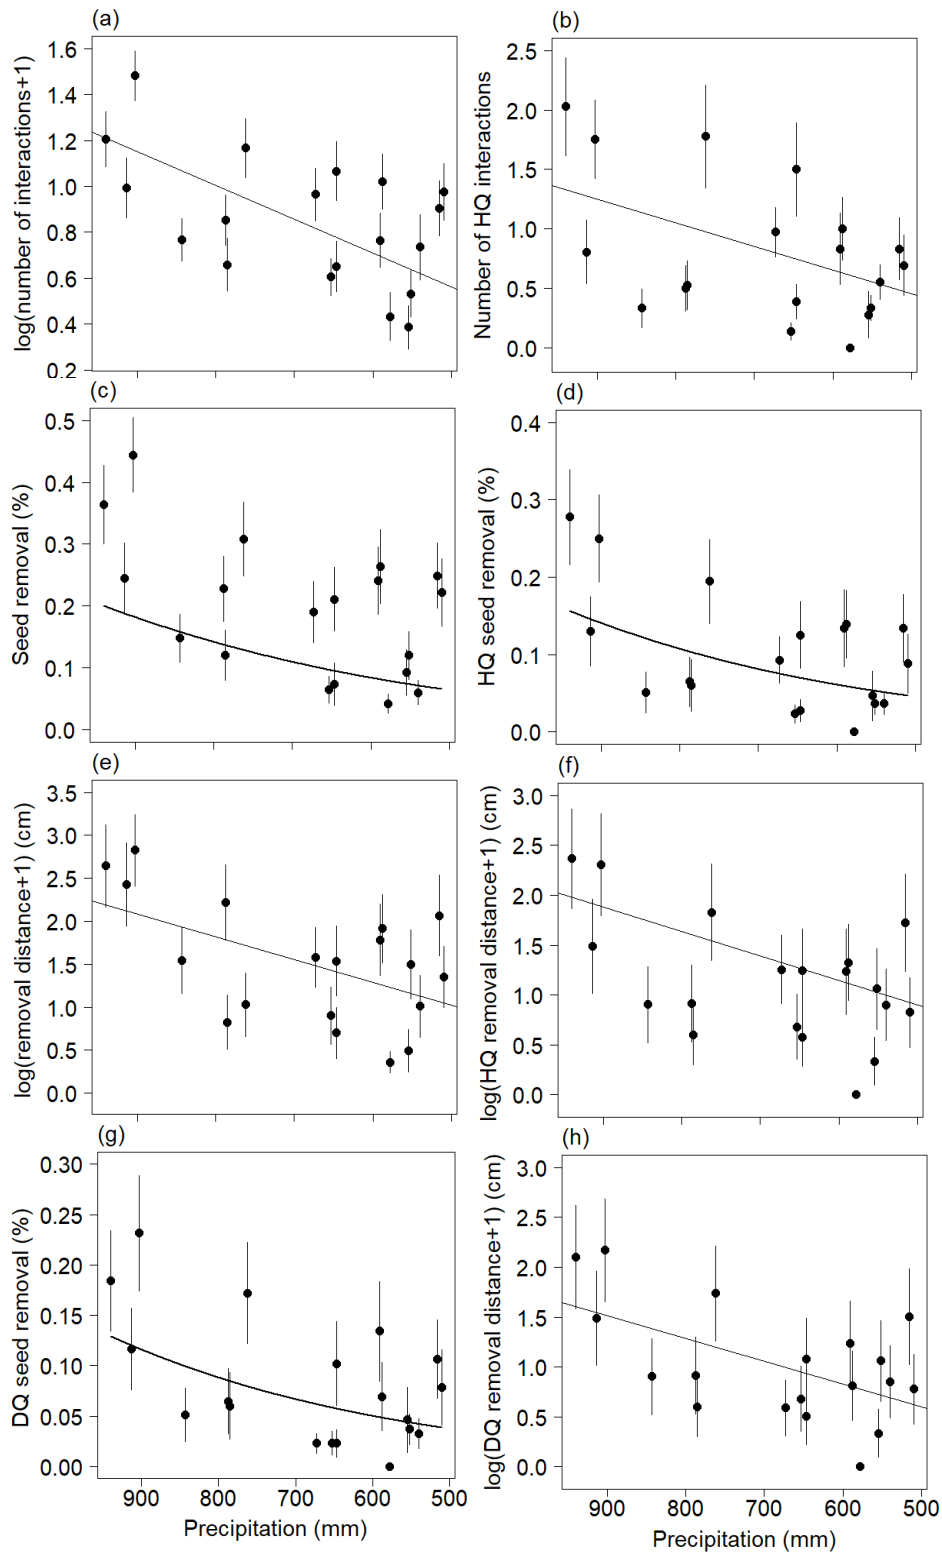 (a)
log(number of interactions+1)
1.6
1.4
1.2
1.0
0.8
0.6
0.4
0.2
(b)
Number of HQ interactions
2.5
2.0
1.5
1.0
0.5
0.0
(c)
Seed removal (%)
0.5
0.4
0.3
0.2
0.1
0.0
(d)
HQ seed removal (%)
0.4
0.3
0.2
0.1
0.0
(e)
log(removal distance+1) (cm)
3.5
3.0
2.5
2.0
1.5
1.0
0.5
0.0
(f)
log(HQ removal distance+1) (cm)
3.0
2.5
2.0
1.5
1.0
0.5
0.0
(g)
DQ seed removal (%)
0.30
0.25
0.20
0.15
0.10
0.05
0.00
900 800 700 600 500
Precipitation (mm)
(h)
log(DQ removal distance+1) (cm)
3.0
2.5
2.0
1.5
1.0
0.5
0.0
900 800 700 600 500
Precipitation (mm)